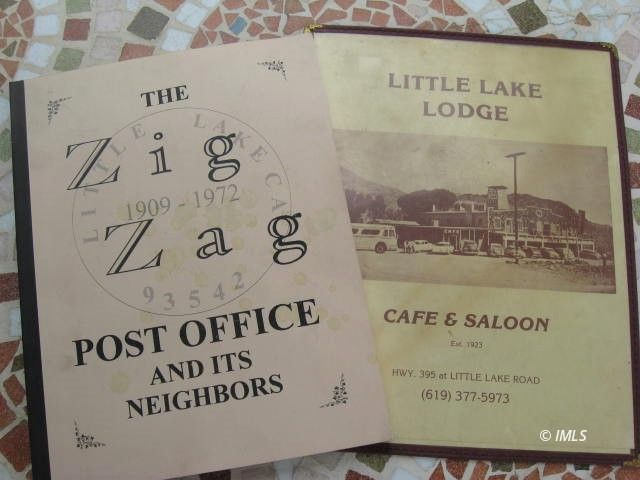 THE
Zig
LITTLE LAKE CA
1909 - 1972
Zag
93542
POST OFFICE
AND ITS
NEIGHBORS
LITTLE LAKE
LODGE
CAFE & SALOON
Est. 1923
HWY. 395 at LITTLE LAKE ROAD
(619) 377-5973
© IMLS